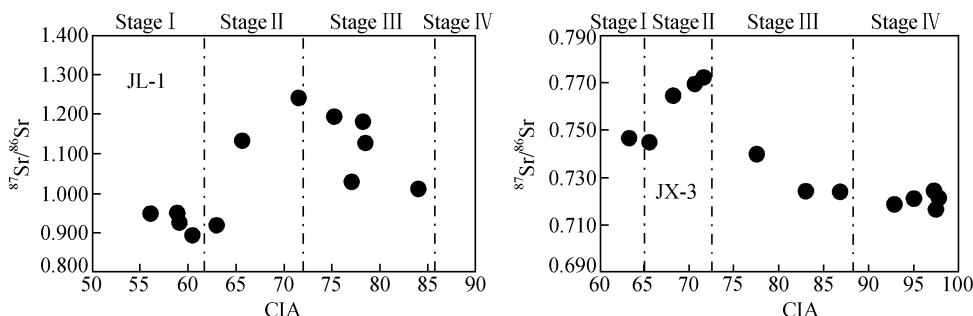 Stage I Stage II Stage III Stage IV
1.400
1.300
1.200
1.100
1.000
0.900
0.800
⁸⁷Sr/⁸⁶Sr
JL-1
50 55 60 65 70 75 80 85 90
CIA
Stage I Stage II Stage III Stage IV
0.790
0.770
0.750
0.730
0.710
0.690
⁸⁷Sr/⁸⁶Sr
JX-3
60 65 70 75 80 85 90 95 100
CIA